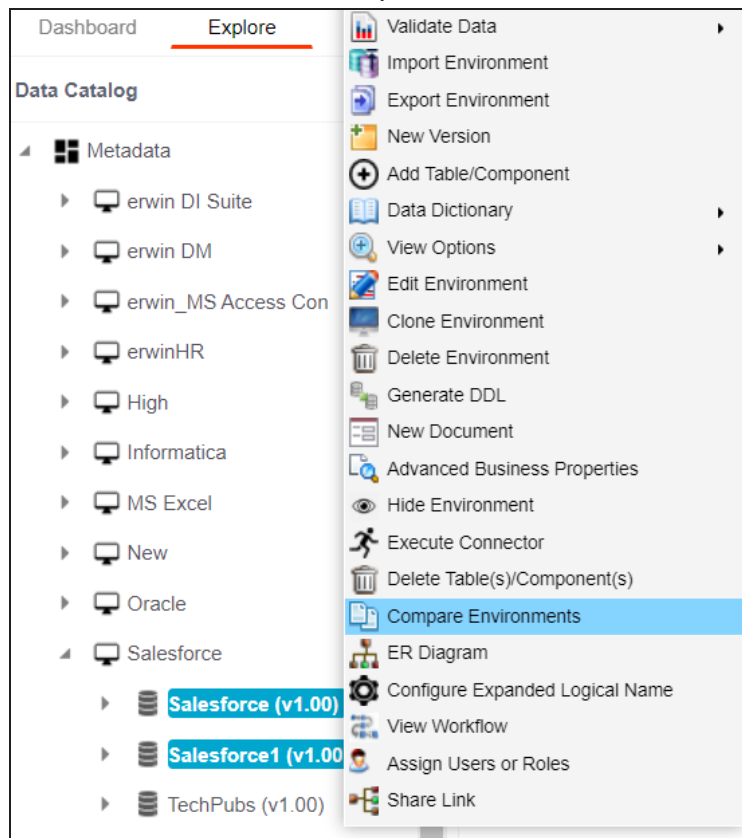 Dashboard
Explore
Data Catalog
Metadata
erwin DI Suite
erwin DM
erwin_MS Access Con
erwinHR
High
Informatica
MS Excel
New
Oracle
Salesforce
Salesforce (v1.00)
Salesforce1 (v1.00
TechPubs (v1.00)
Validate Data
Import Environment
Export Environment
New Version
Add Table/Component
Data Dictionary
View Options
Edit Environment
Clone Environment
Delete Environment
Generate DDL
New Document
Advanced Business Properties
Hide Environment
Execute Connector
Delete Table(s)/Component(s)
Compare Environments
ER Diagram
Configure Expanded Logical Name
View Workflow
Assign Users or Roles
Share Link